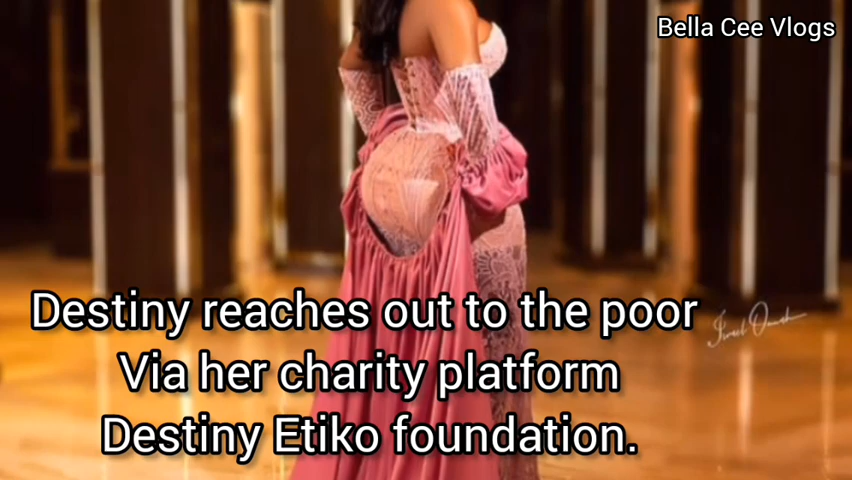 Bella Cee Vlogs
Destiny reaches out to the poor
Via her charity platform
Destiny Etiko foundation.